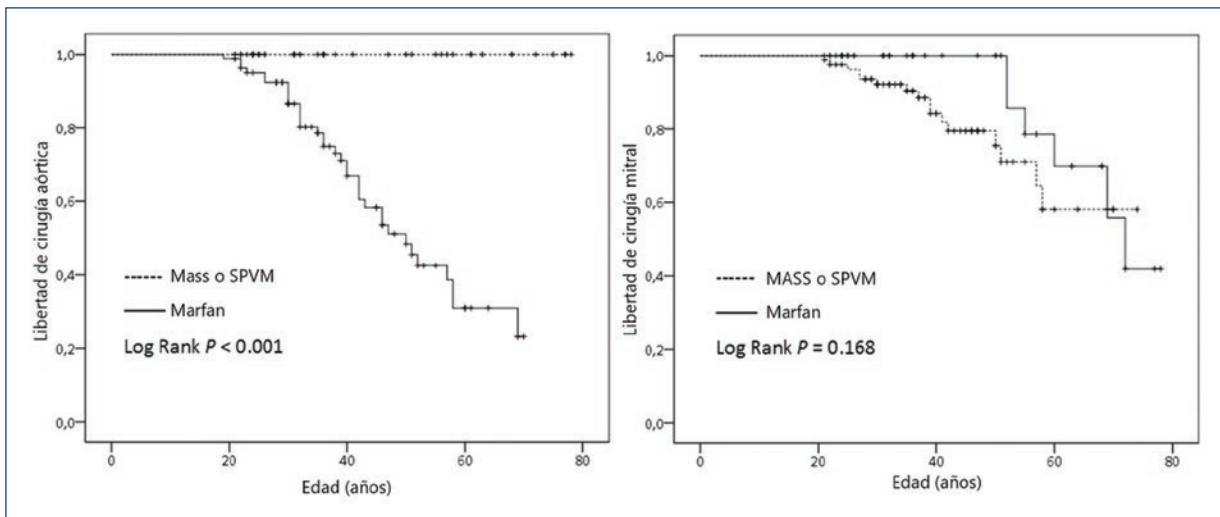 1,0
0,8
0,6
0,4
0,2
0,0
Libertad de cirugía aórtica
Mass o SPVM
Marfan
Log Rank P < 0.001
0 20 40 60 80
Edad (años)
1,0
0,8
0,6
0,4
0,2
0,0
Libertad de cirugía mitral
MASS o SPVM
Marfan
Log Rank P = 0.168
0 20 40 60 80
Edad (años)